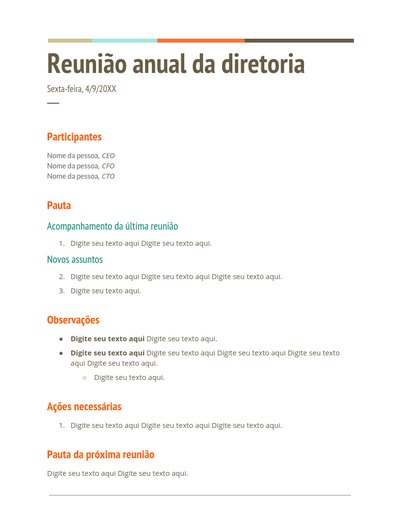 Reunião anual da diretoria
Sexta-feira, 4/9/20XX
Participantes
Nome da pessoa, CEO
Nome da pessoa, CFO
Nome da pessoa, CTO
Pauta
Acompanhamento da última reunião
1. Digite seu texto aqui Digite seu texto aqui.
Novos assuntos
2. Digite seu texto aqui Digite seu texto aqui Digite seu texto aqui.
3. Digite seu texto aqui.
Observações
● Digite seu texto aqui Digite seu texto aqui.
● Digite seu texto aqui Digite seu texto aqui Digite seu texto aqui Digite seu texto
aqui Digite seu texto aqui.
○ Digite seu texto aqui.
Ações necessárias
1. Digite seu texto aqui Digite seu texto aqui Digite seu texto aqui.
Pauta da próxima reunião
Digite seu texto aqui Digite seu texto aqui.